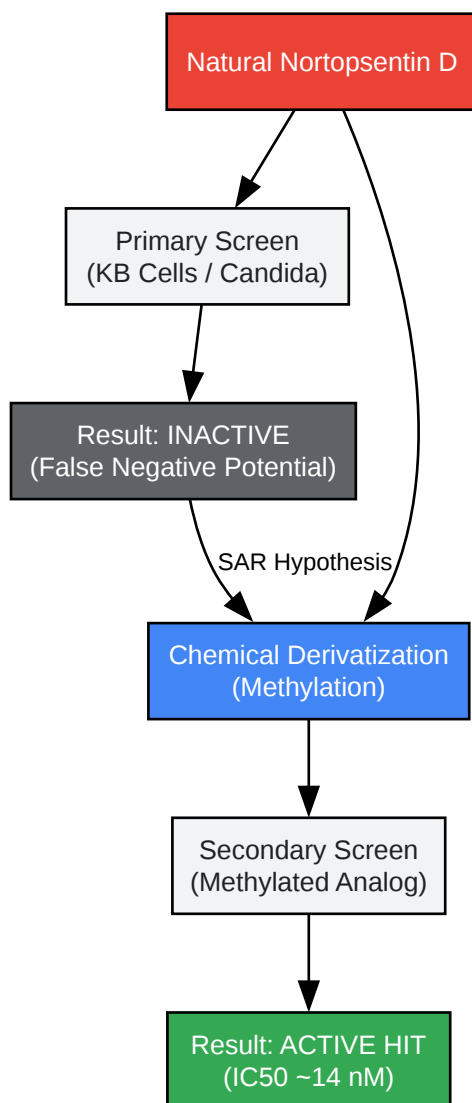 Natural Nortopsentin D
Primary Screen
(KB Cells / Candida)
Result: INACTIVE
(False Negative Potential)
SAR Hypothesis
Chemical Derivatization
(Methylation)
Secondary Screen
(Methylated Analog)
Result: ACTIVE HIT
(IC50 ~14 nM)